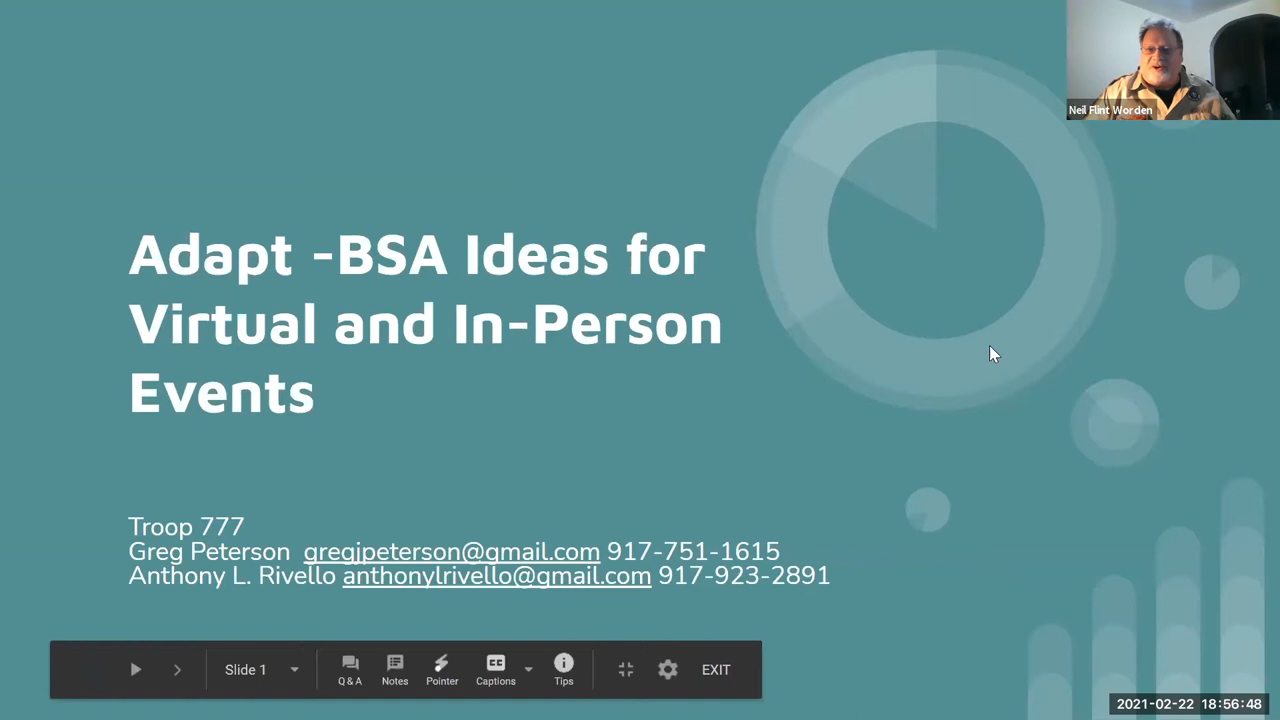 Neil Flint Worden
Adapt -BSA Ideas for
Virtual and In-Person
Events
Troop 777
Greg Peterson gregjpeterson@gmail.com 917-751-1615
Anthony L. Rivello anthonylrivello@gmail.com 917-923-2891
Slide 1
Q & A
Notes
Pointer
CC
Captions
Tips
EXIT
2021-02-22 18:56:48